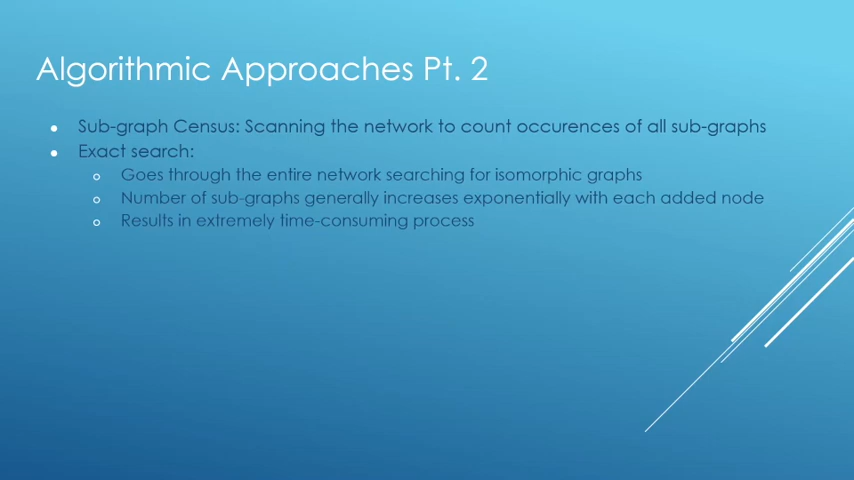 Algorithmic Approaches Pt. 2
Sub-graph Census: Scanning the network to count occurences of all sub-graphs
Exact search:
Goes through the entire network searching for isomorphic graphs
Number of sub-graphs generally increases exponentially with each added node
Results in extremely time-consuming process